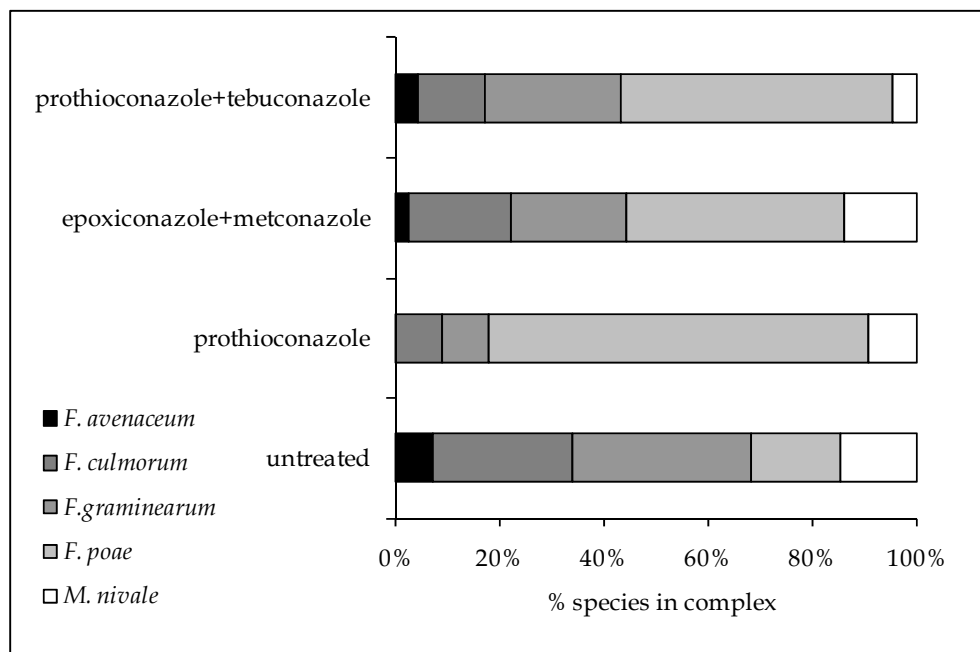 prothioconazole+tebuconazole
epoxiconazole+metconazole
prothioconazole
untreated
F. avenaceum
F. culmorum
F.graminearum
F. poae
M. nivale
0% 20% 40% 60% 80% 100%
% species in complex